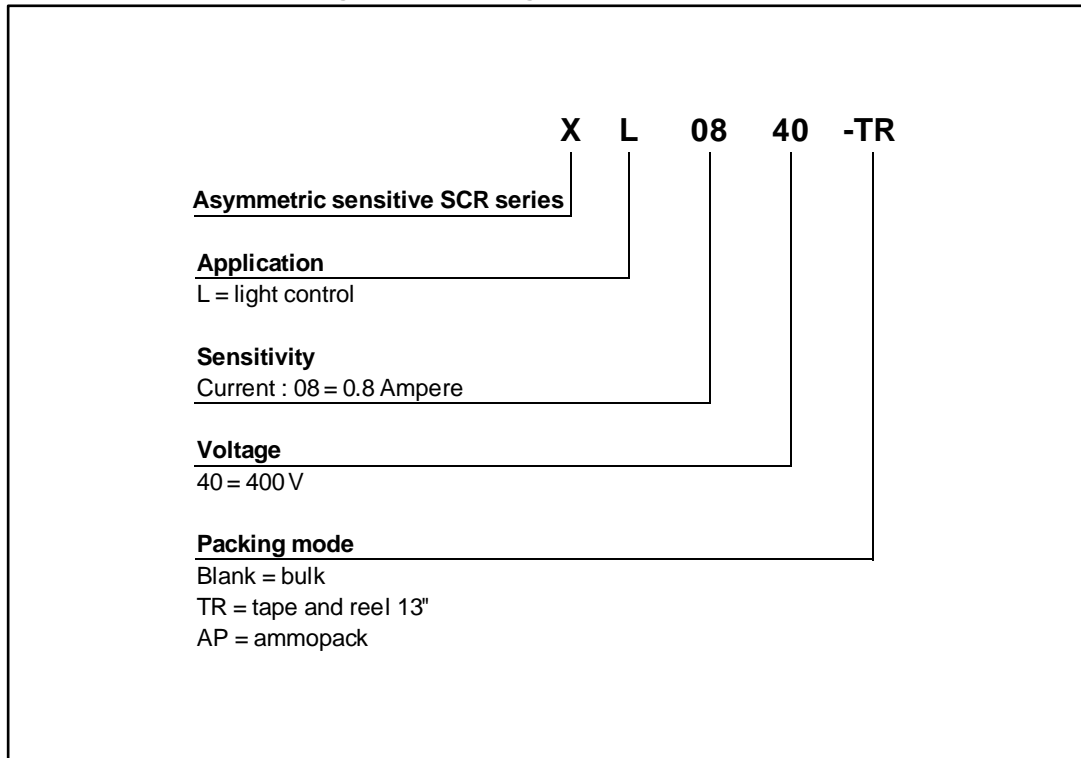 X L 08 40 -TR
Asymmetric sensitive SCR series
Application
L = light control
Sensitivity
Current : 08 = 0.8 Ampere
Voltage
40 = 400 V
Packing mode
Blank = bulk
TR = tape and reel 13"
AP = ammopack